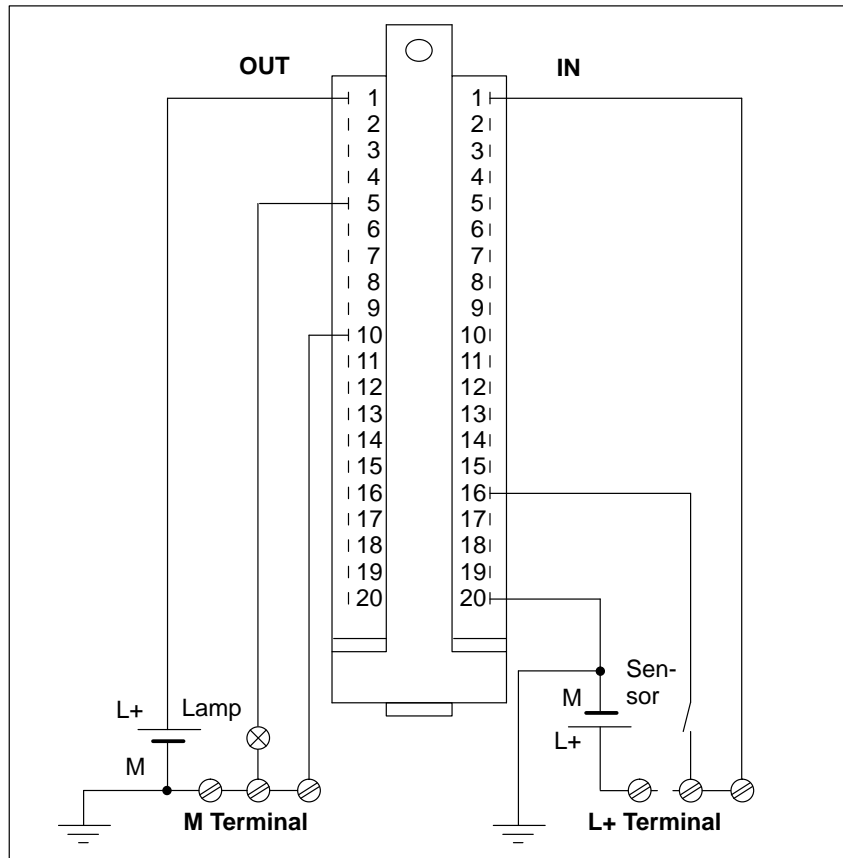 OUT IN
1 1
2 2
3 3
4 4
5 5
6 6
7 7
8 8
9 9
10 10
11 11
12 12
13 13
14 14
15 15
16 16
17 17
18 18
19 19
20 20
L+ Lamp
M
M Terminal
Sen-
sor
M
L+
L+ Terminal